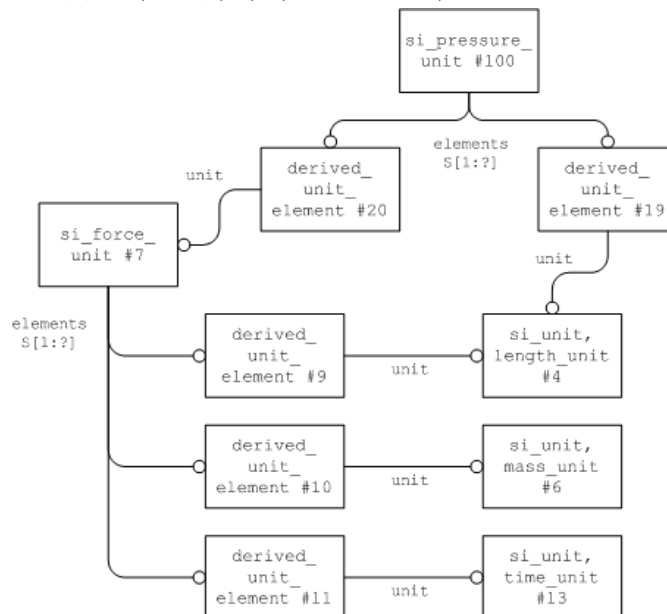 si_pressure_
unit #100
elements
S[1:?]
unit
derived_
unit_
element #20
derived_
unit_
element #19
si_force_
unit #7
unit
elements
S[1:?]
derived_
unit_
element #9
unit
si_unit,
length_unit
#4
derived_
unit_
element #10
unit
si_unit,
mass_unit
#6
derived_
unit_
element #11
unit
si_unit,
time_unit
#13